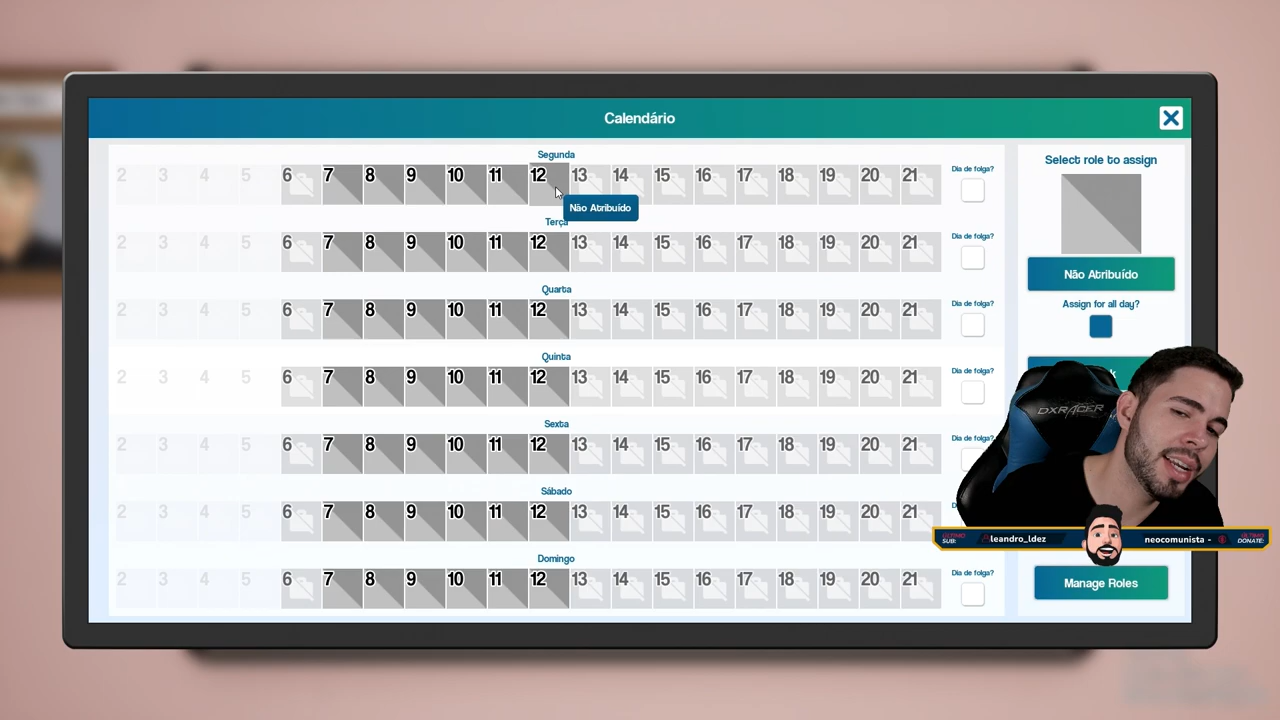 Calendário
Segunda
2 3 4 5 6 7 8 9 10 11 12 13 14 15 16 17 18 19 20 21
Dia de folga?
Não Atribuído
Terça
2 3 4 5 6 7 8 9 10 11 12 13 14 15 16 17 18 19 20 21
Dia de folga?
Quarta
2 3 4 5 6 7 8 9 10 11 12 13 14 15 16 17 18 19 20 21
Dia de folga?
Quinta
2 3 4 5 6 7 8 9 10 11 12 13 14 15 16 17 18 19 20 21
Dia de folga?
Sexta
2 3 4 5 6 7 8 9 10 11 12 13 14 15 16 17 18 19 20 21
Dia de folga?
Sábado
2 3 4 5 6 7 8 9 10 11 12 13 14 15 16 17 18 19 20 21
Domingo
2 3 4 5 6 7 8 9 10 11 12 13 14 15 16 17 18 19 20 21
Dia de folga?
Select role to assign
Não Atribuído
Assign for all day?
DXRACER
ÚLTIMO SUB: leandro_ldez
neocomunista - ÚLTIMO DONATE:
Manage Roles